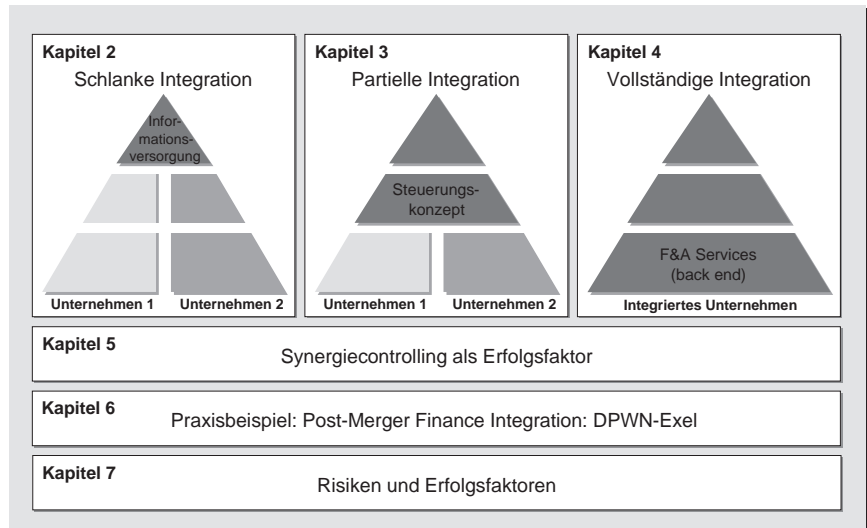 Kapitel 2
Schlanke Integration
Infor-
mations-
versorgung
Unternehmen 1
Unternehmen 2
Kapitel 3
Partielle Integration
Steuerungs-
konzept
Unternehmen 1
Unternehmen 2
Kapitel 4
Vollständige Integration
F&A Services
(back end)
Integriertes Unternehmen
Kapitel 5
Synergiecontrolling als Erfolgsfaktor
Kapitel 6
Praxisbeispiel: Post-Merger Finance Integration: DPWN-Exel
Kapitel 7
Risiken und Erfolgsfaktoren